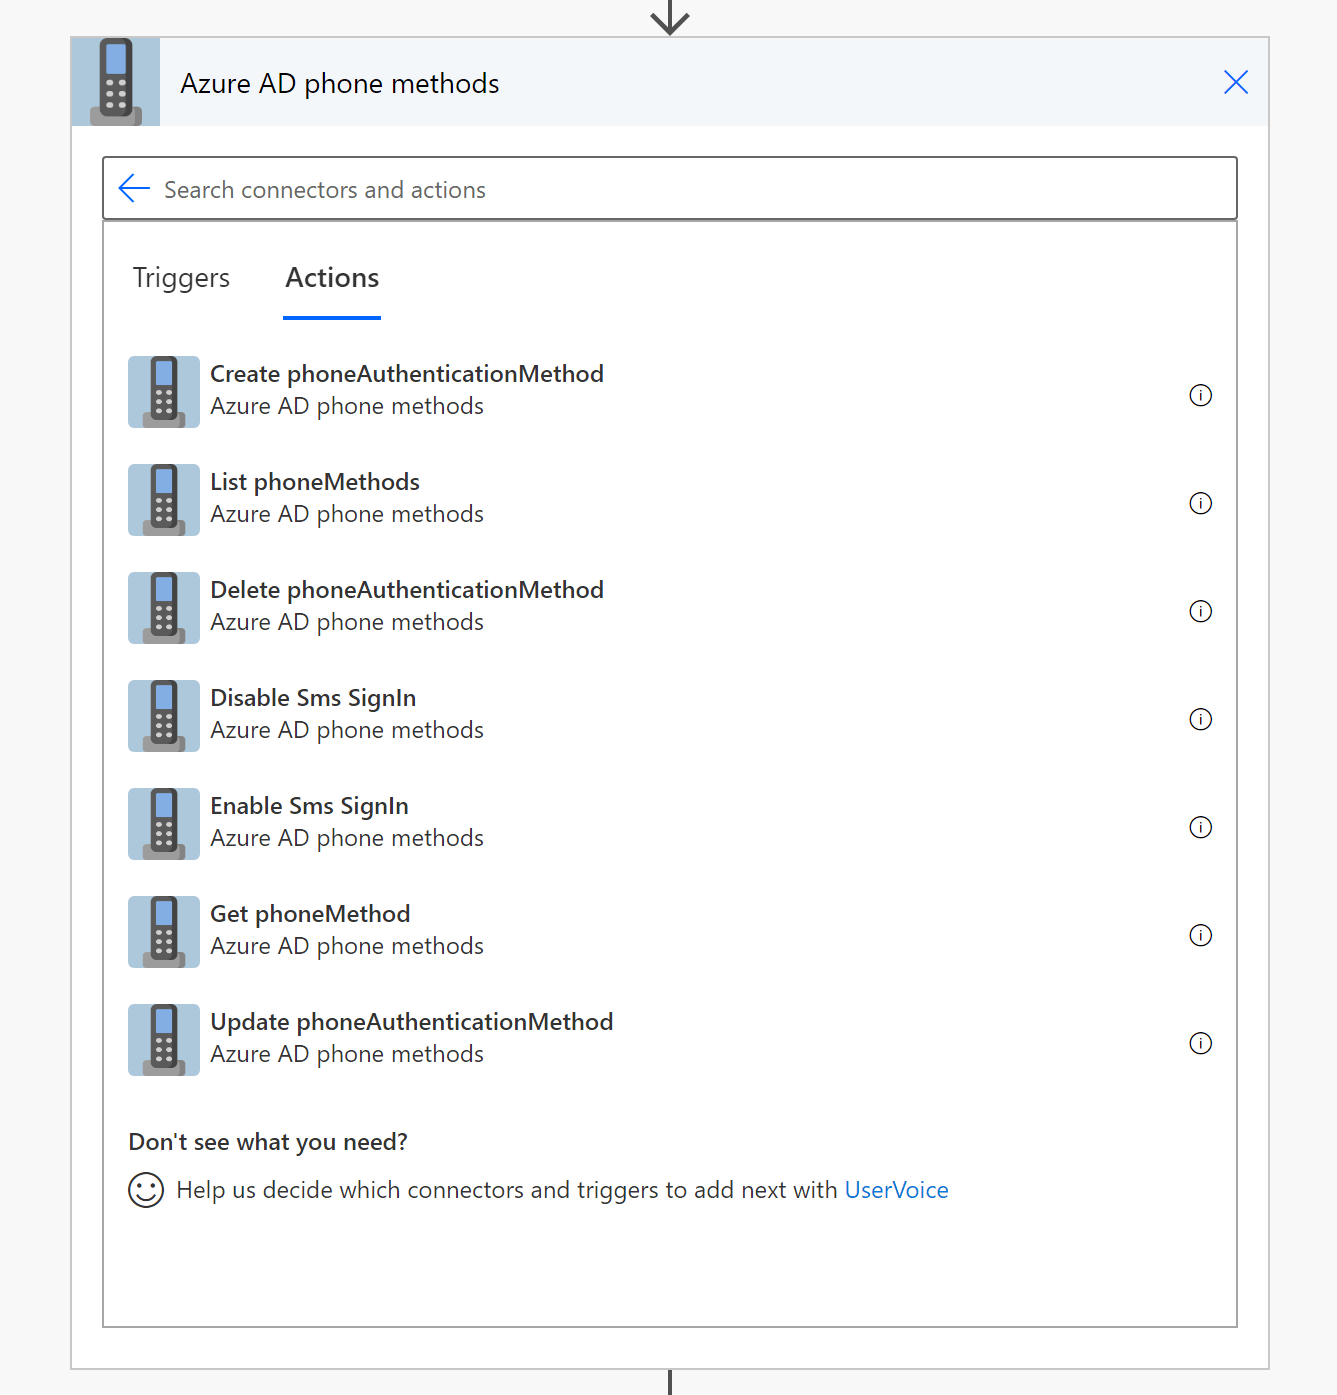 Azure AD phone methods
Search connectors and actions
Triggers Actions
Create phoneAuthenticationMethod
Azure AD phone methods
List phoneMethods
Azure AD phone methods
Delete phoneAuthenticationMethod
Azure AD phone methods
Disable Sms SignIn
Azure AD phone methods
Enable Sms SignIn
Azure AD phone methods
Get phoneMethod
Azure AD phone methods
Update phoneAuthenticationMethod
Azure AD phone methods
Don't see what you need?
Help us decide which connectors and triggers to add next with UserVoice